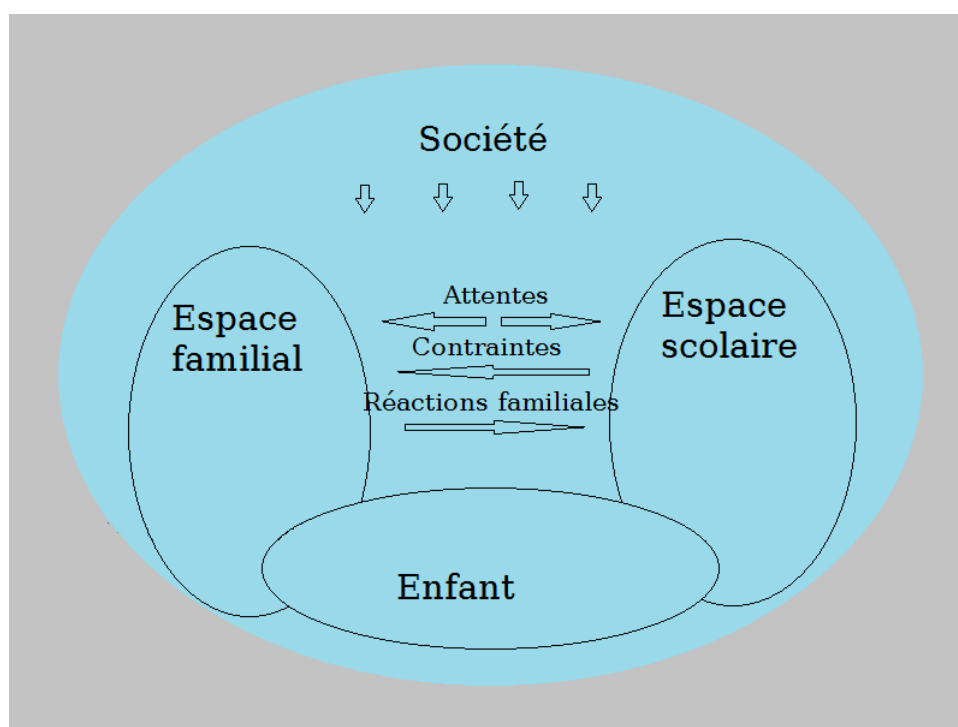 Société
Attentes
Espace
familial
Espace
scolaire
Contraintes
Réactions familiales
Enfant